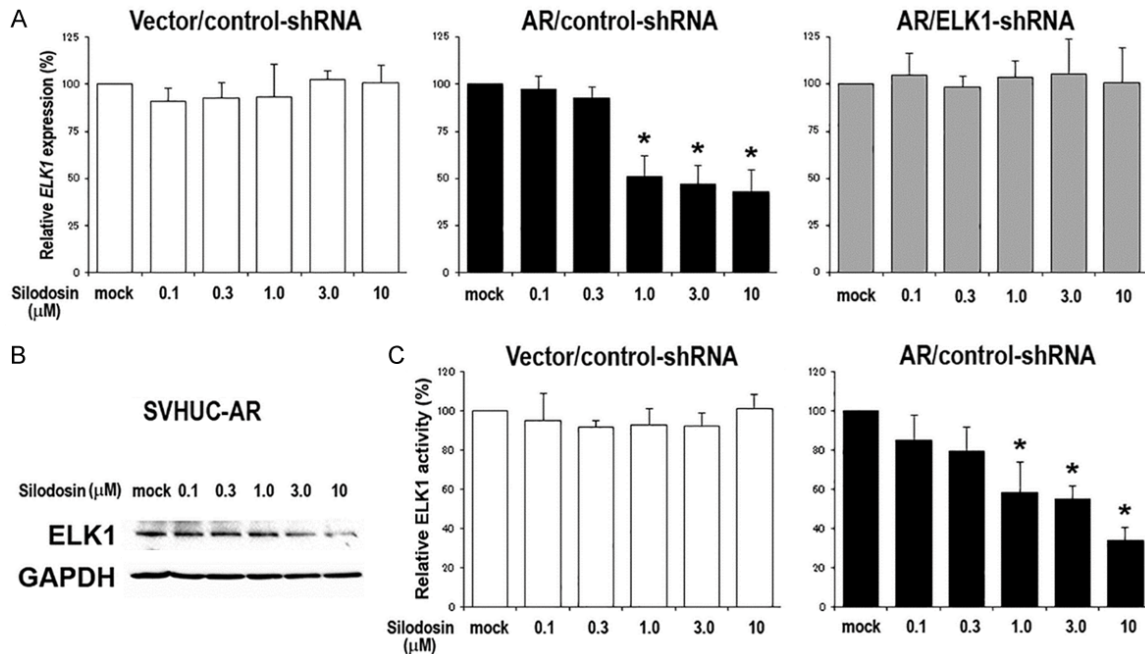 A
Vector/control-shRNA
AR/control-shRNA
AR/ELK1-shRNA
Relative ELK1 expression (%)
125
100
75
50
25
0
125
100
75
50
25
0
125
100
75
50
25
0
* * *
Silodosin (μM) mock 0.1 0.3 1.0 3.0 10
mock 0.1 0.3 1.0 3.0 10
mock 0.1 0.3 1.0 3.0 10
B
SVHUC-AR
Silodosin (μM) mock 0.1 0.3 1.0 3.0 10
ELK1
GAPDH
C
Vector/control-shRNA
AR/control-shRNA
Relative ELK1 activity (%)
120
100
80
60
40
20
0
120
100
80
60
40
20
0
* * *
Silodosin (μM) mock 0.1 0.3 1.0 3.0 10
mock 0.1 0.3 1.0 3.0 10